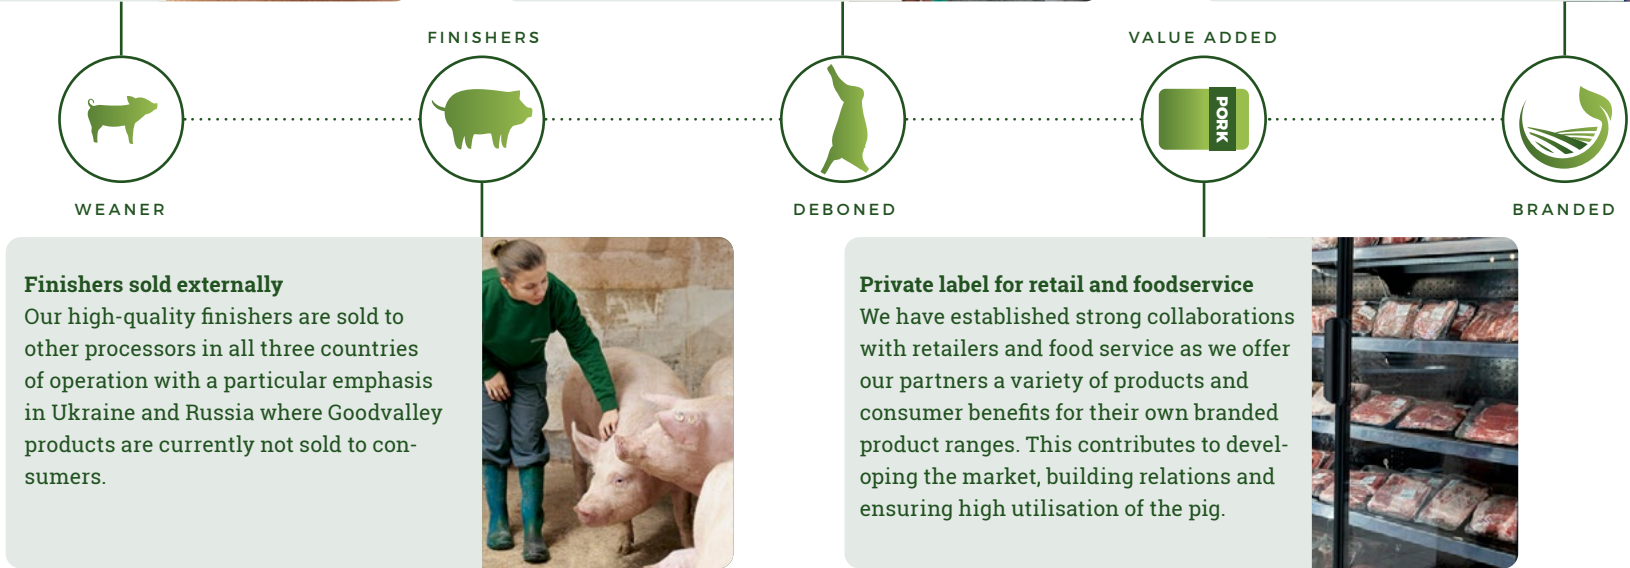 FINISHERS
VALUE ADDED
PORK
WEANER
DEBONED
BRANDED
Finishers sold externally
Our high-quality finishers are sold to
other processors in all three countries
of operation with a particular emphasis
in Ukraine and Russia where Goodvalley
products are currently not sold to con-
sumers.
Private label for retail and foodservice
We have established strong collaborations
with retailers and food service as we offer
our partners a variety of products and
consumer benefits for their own branded
product ranges. This contributes to devel-
oping the market, building relations and
ensuring high utilisation of the pig.